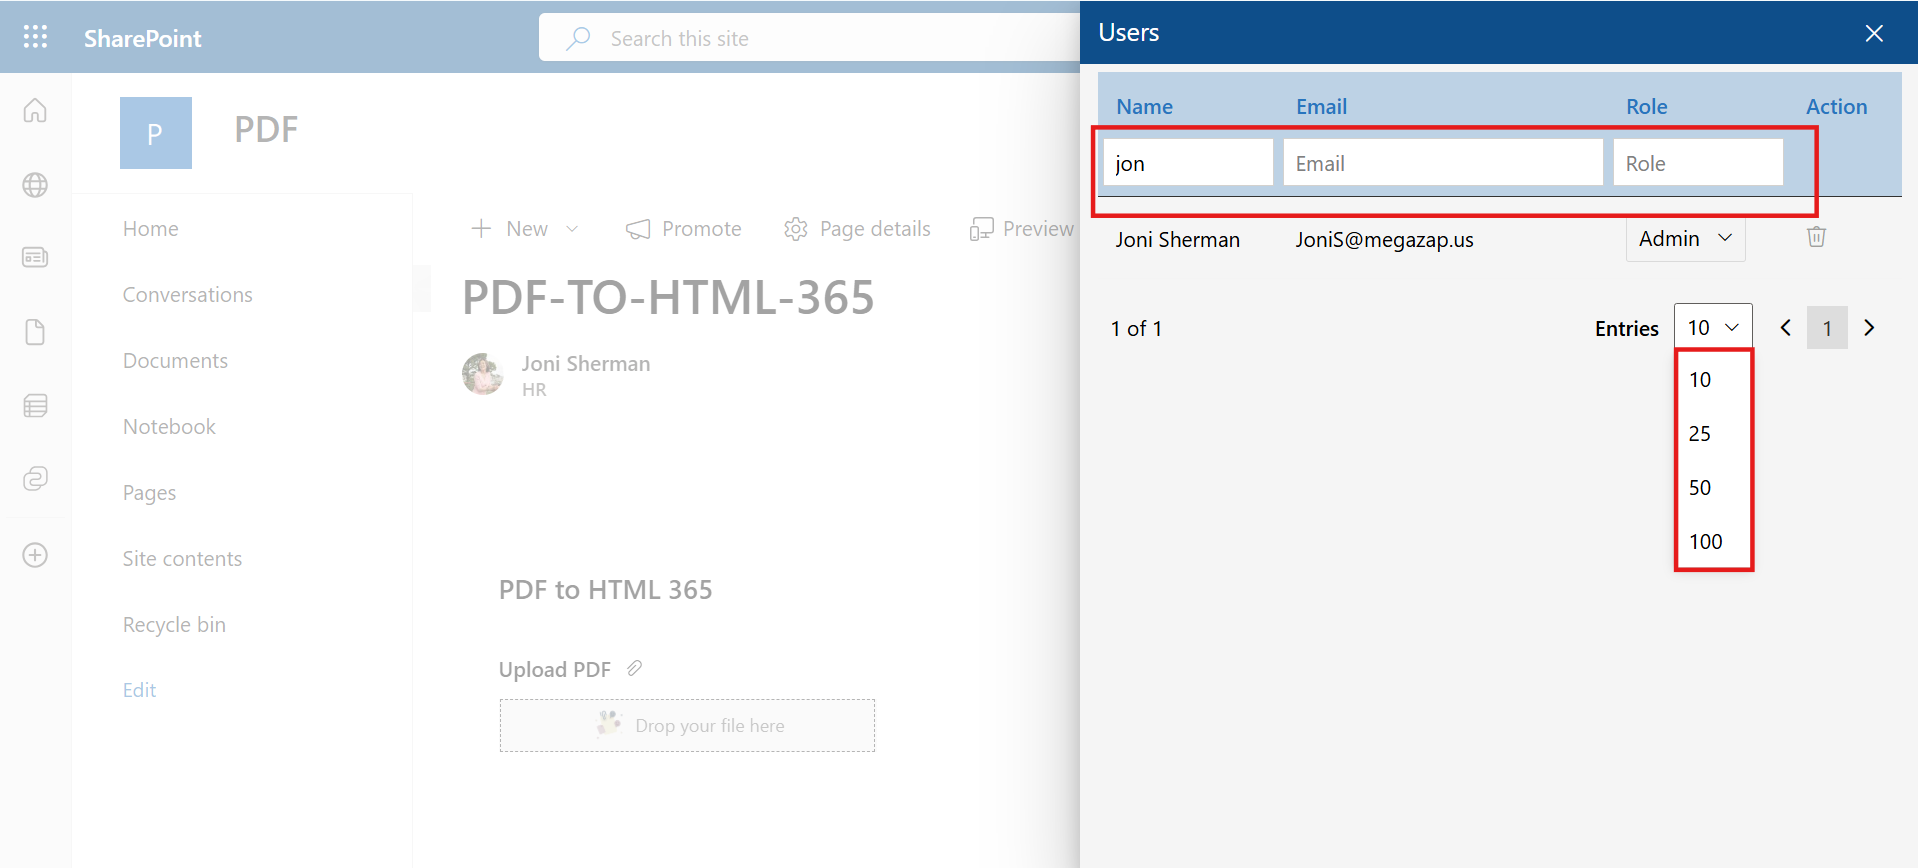 SharePoint
Search this site
P
PDF
Home
Conversations
Documents
Notebook
Pages
Site contents
Recycle bin
Edit
New
Promote
Page details
Preview
PDF-TO-HTML-365
Joni Sherman
HR
PDF to HTML 365
Upload PDF
Drop your file here
Users
Name Email Role Action
jon Email Role
Joni Sherman JoniS@megazap.us Admin
1 of 1 Entries 10 1
10
25
50
100